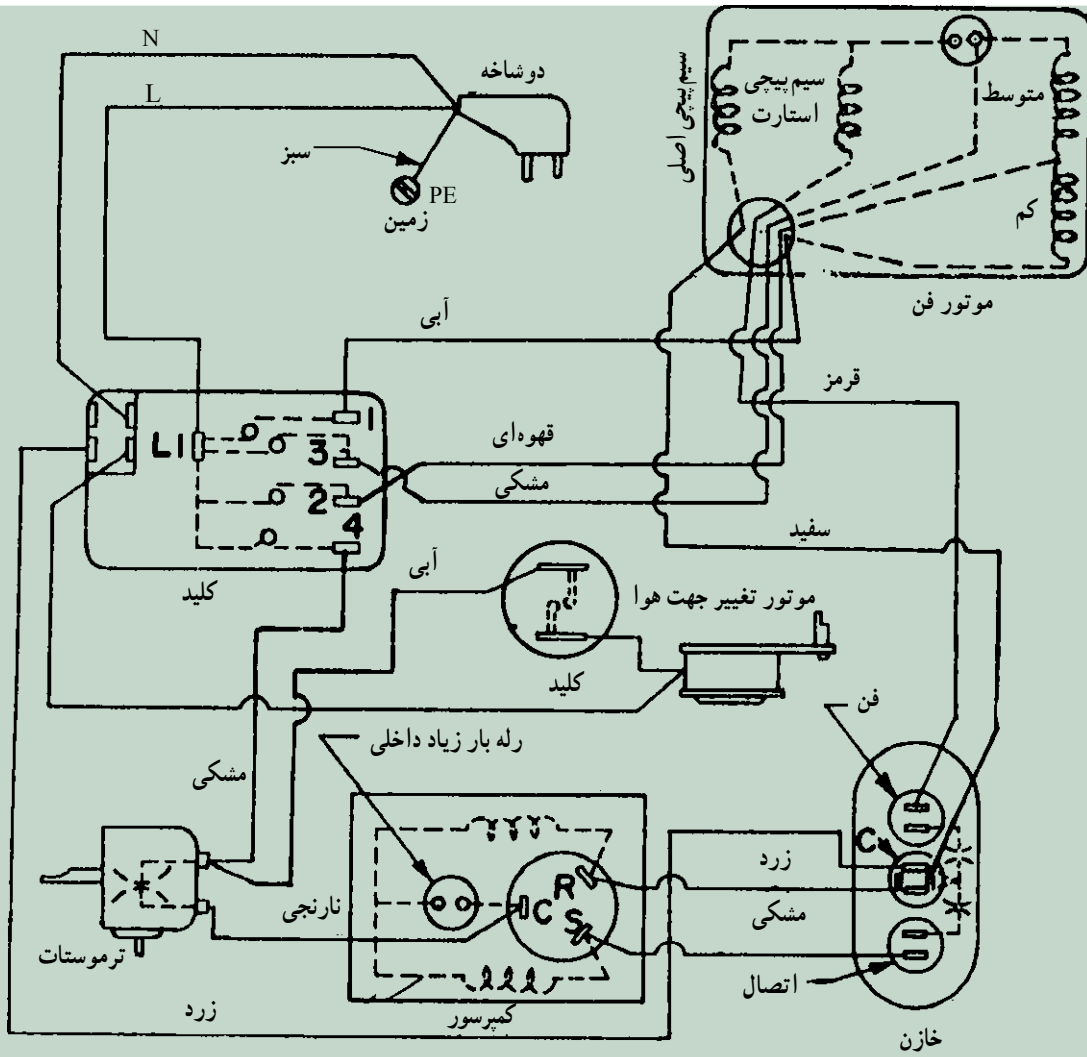 N
دوشاخه
L
سبز
PE
زمین
سیم‌پیچی اصلی
سیم‌پیچی
استارت
متوسط
کم
موتور فن
آبی
قرمز
L1
1
3
2
4
قهوه‌ای
مشکی
سفید
کلید
آبی
موتور تغییر جهت هوا
کلید
فن
رله بار زیاد داخلی
مشکی
C
زرد
مشکی
R
C
S
نارنجی
ترموستات
اتصال
زرد
کمپرسور
خازن